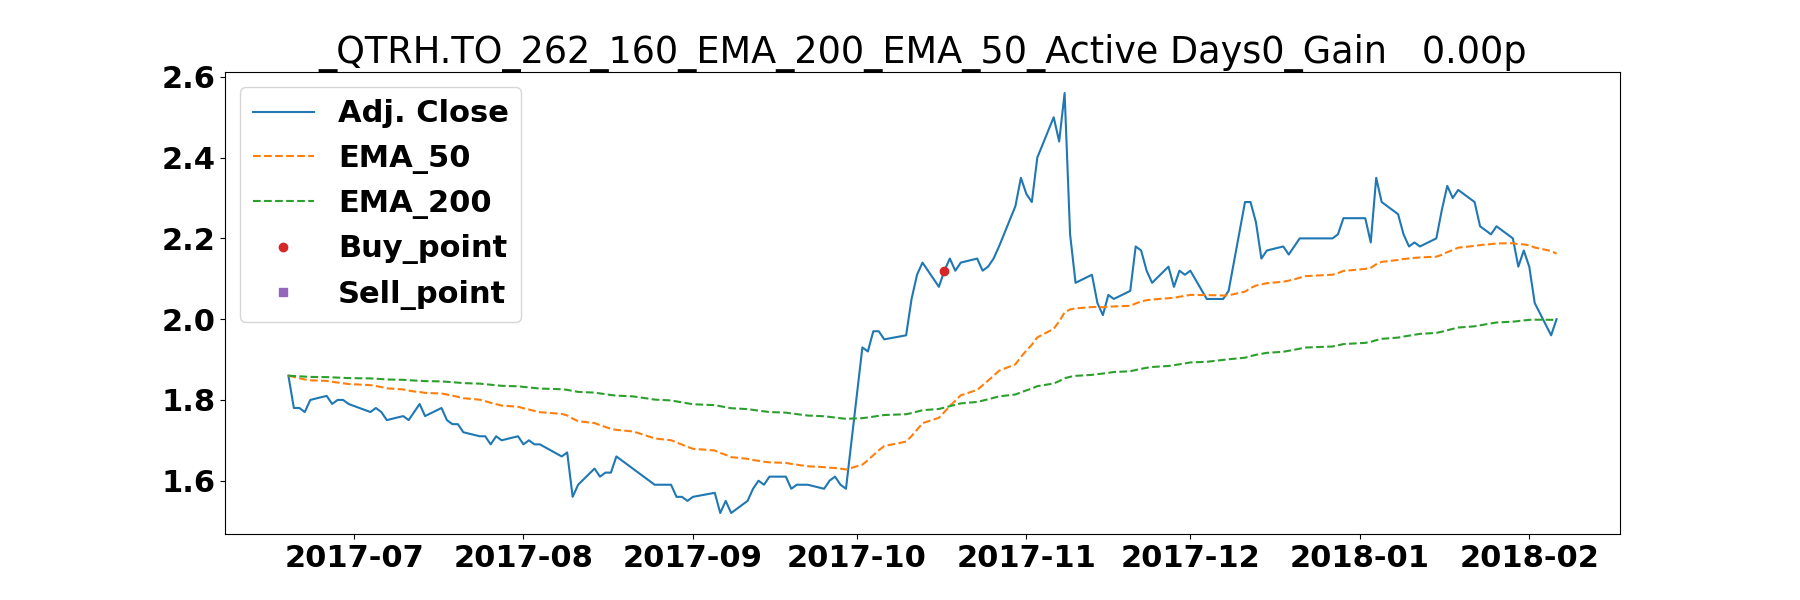 _QTRH.TO_262_160_EMA_200_EMA_50_Active Days0_Gain   0.00p
2.6
2.4
2.2
2.0
1.8
1.6
Adj. Close
EMA_50
EMA_200
Buy_point
Sell_point
2017-07 2017-08 2017-09 2017-10 2017-11 2017-12 2018-01 2018-02